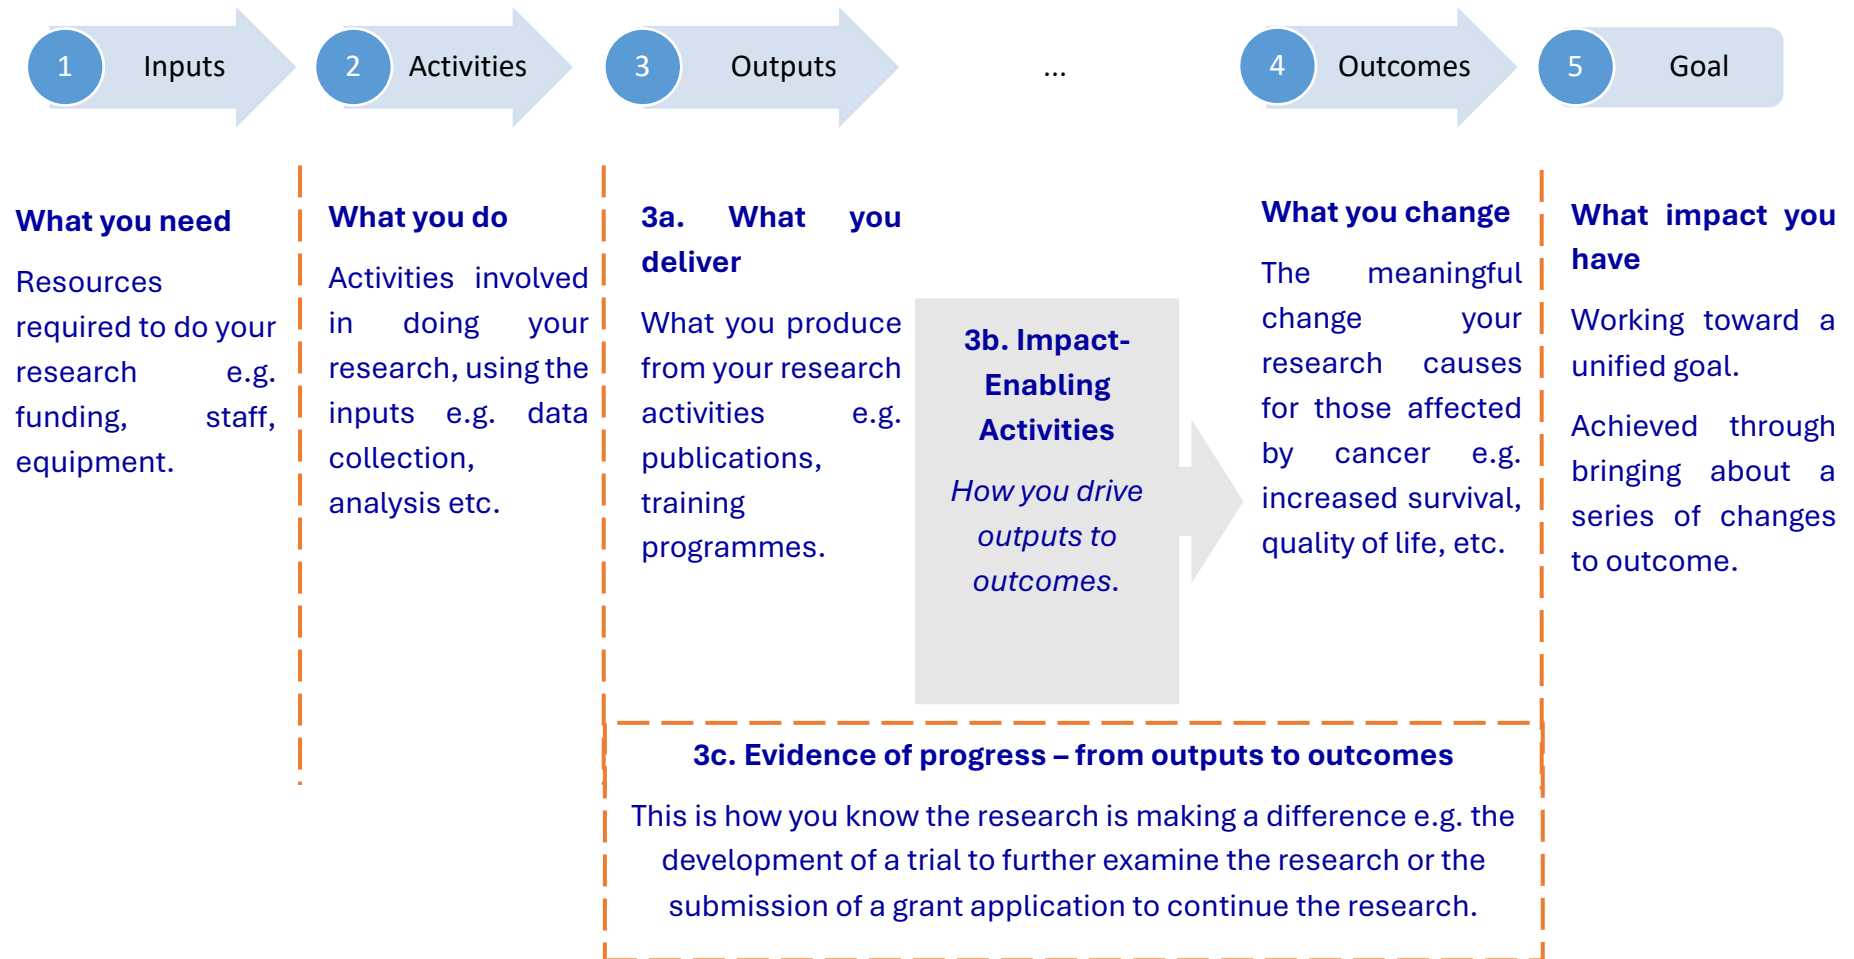 1 Inputs
2 Activities
3 Outputs
...
4 Outcomes
5 Goal
What you need
Resources
required to do your
research e.g.
funding, staff,
equipment.
What you do
Activities involved
in doing your
research, using the
inputs e.g. data
collection,
analysis etc.
3a. What you
deliver
What you produce
from your research
activities e.g.
publications,
training
programmes.
3b. Impact-
Enabling
Activities
How you drive
outputs to
outcomes.
What you change
The meaningful
change your
research causes
for those affected
by cancer e.g.
increased survival,
quality of life, etc.
What impact you
have
Working toward a
unified goal.
Achieved through
bringing about a
series of changes
to outcome.
3c. Evidence of progress – from outputs to outcomes
This is how you know the research is making a difference e.g. the
development of a trial to further examine the research or the
submission of a grant application to continue the research.